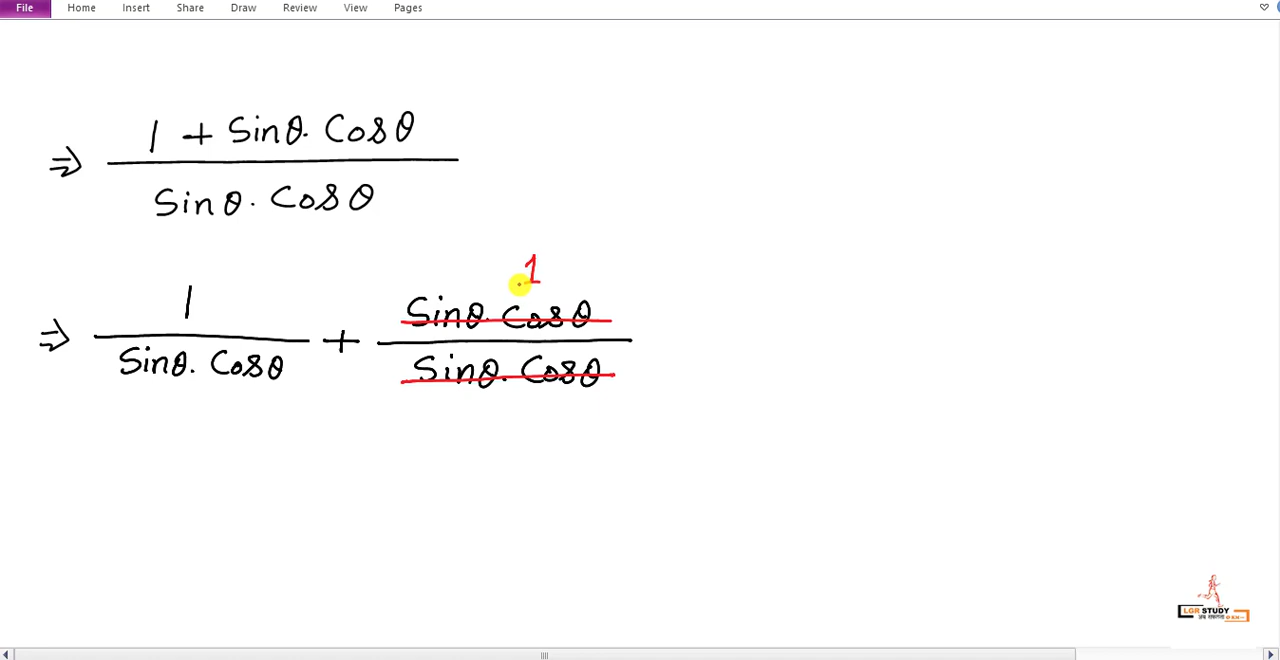 File Home Insert Share Draw Review View Pages
1 + Sinθ. Cosθ
⇒
Sinθ. Cosθ
1
1 Sinθ. Cosθ
⇒ +
Sinθ. Cosθ Sinθ. Cosθ
LGR STUDY